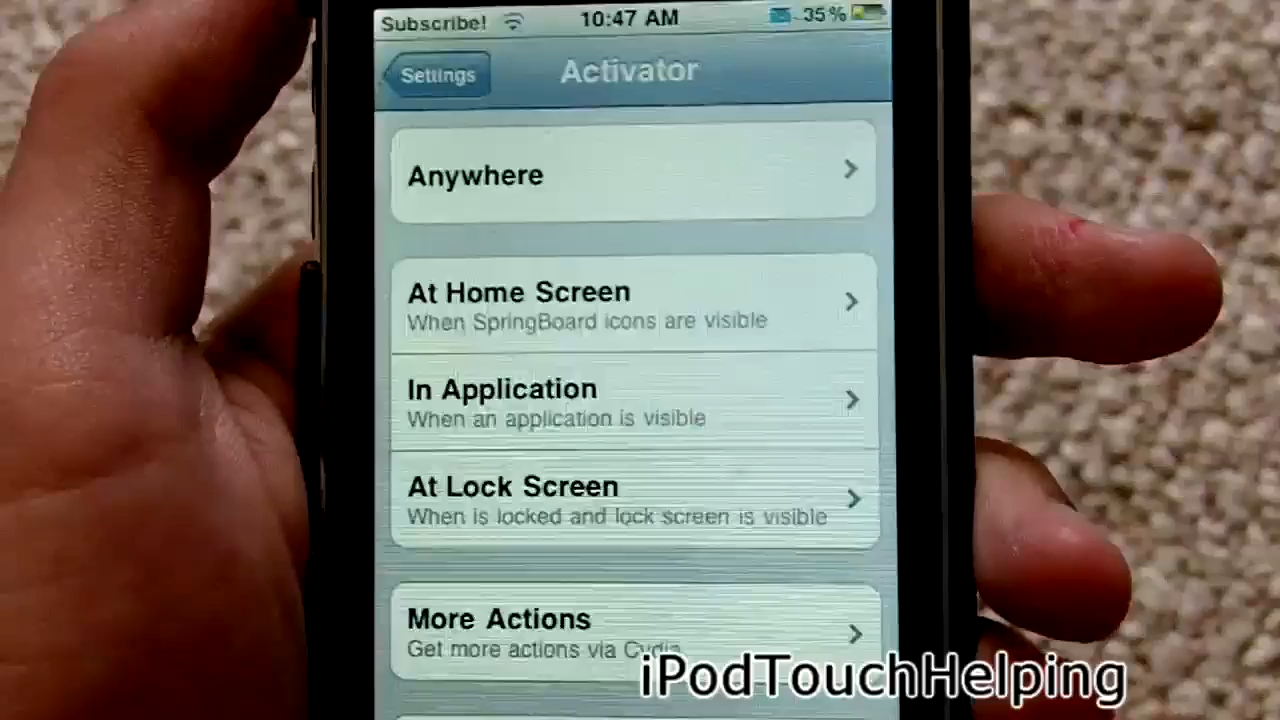 Subscribe! 10:47 AM 35%
Settings Activator
Anywhere
At Home Screen
When SpringBoard icons are visible
In Application
When an application is visible
At Lock Screen
When is locked and lock screen is visible
More Actions
Get more actions via Cydia
iPodTouchHelping